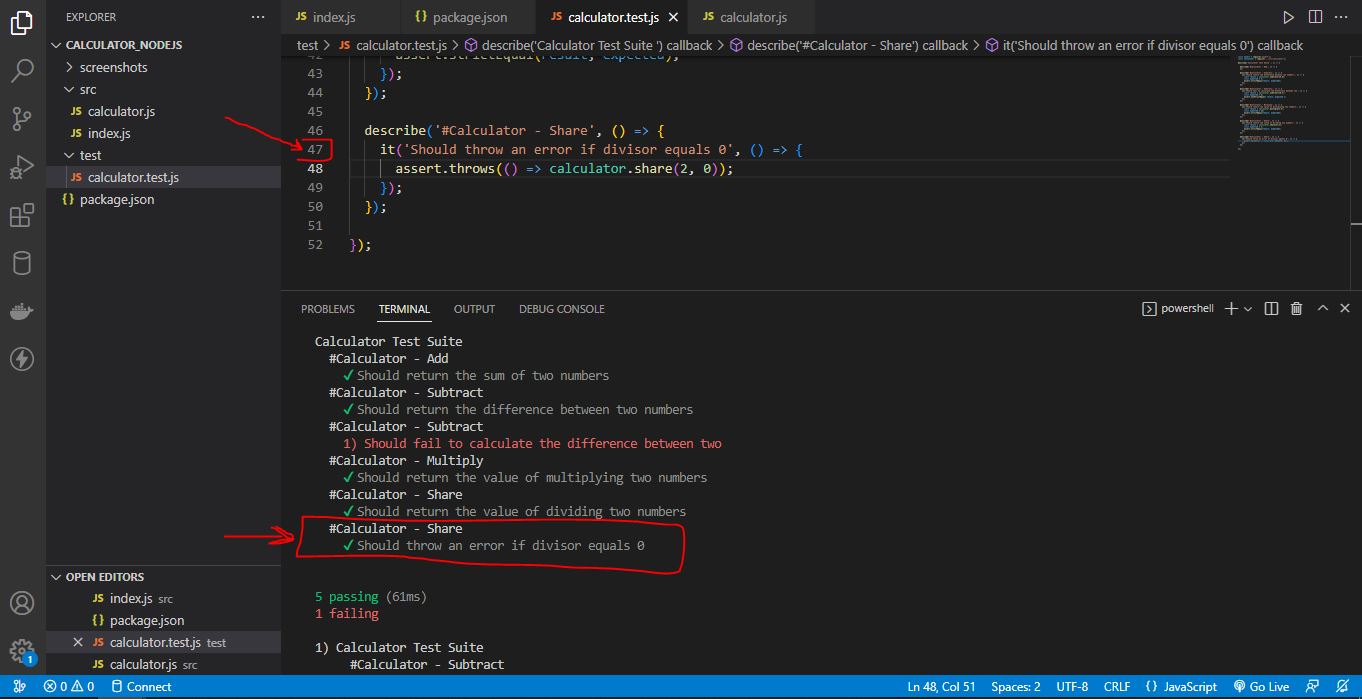 EXPLORER
CALCULATOR_NODEJS
screenshots
src
JS calculator.js
JS index.js
test
JS calculator.test.js
{} package.json
OPEN EDITORS
JS index.js src
{} package.json
JS calculator.test.js test
JS calculator.js src
JS index.js {} package.json JS calculator.test.js JS calculator.js
test > JS calculator.test.js > describe('Calculator Test Suite ') callback > describe('#Calculator - Share') callback > it('Should throw an error if divisor equals 0') callback
42 assert.strictEqual(result, expected);
43 });
44 });
45
46 describe('#Calculator - Share', () => {
47 it('Should throw an error if divisor equals 0', () => {
48 assert.throws(() => calculator.share(2, 0));
49 });
50 });
51
52 });
PROBLEMS TERMINAL OUTPUT DEBUG CONSOLE powershell
Calculator Test Suite
#Calculator - Add
✓ Should return the sum of two numbers
#Calculator - Subtract
✓ Should return the difference between two numbers
#Calculator - Subtract
1) Should fail to calculate the difference between two
#Calculator - Multiply
✓ Should return the value of multiplying two numbers
#Calculator - Share
✓ Should return the value of dividing two numbers
#Calculator - Share
✓ Should throw an error if divisor equals 0
5 passing (61ms)
1 failing
1) Calculator Test Suite
#Calculator - Subtract
1
0 0 Connect Ln 48, Col 51 Spaces: 2 UTF-8 CRLF {} JavaScript Go Live